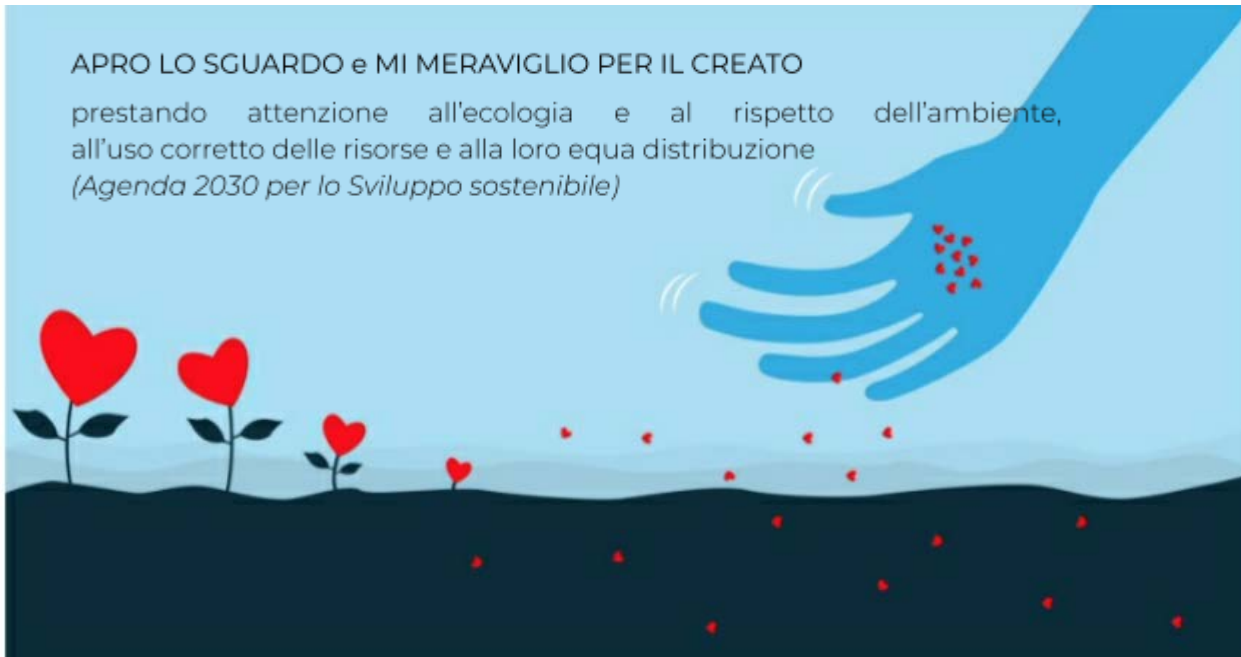 APRO LO SGUARDO e MI MERAVIGLIO PER IL CREATO
prestando attenzione all'ecologia e al rispetto dell'ambiente,
all'uso corretto delle risorse e alla loro equa distribuzione
(Agenda 2030 per lo Sviluppo sostenibile)